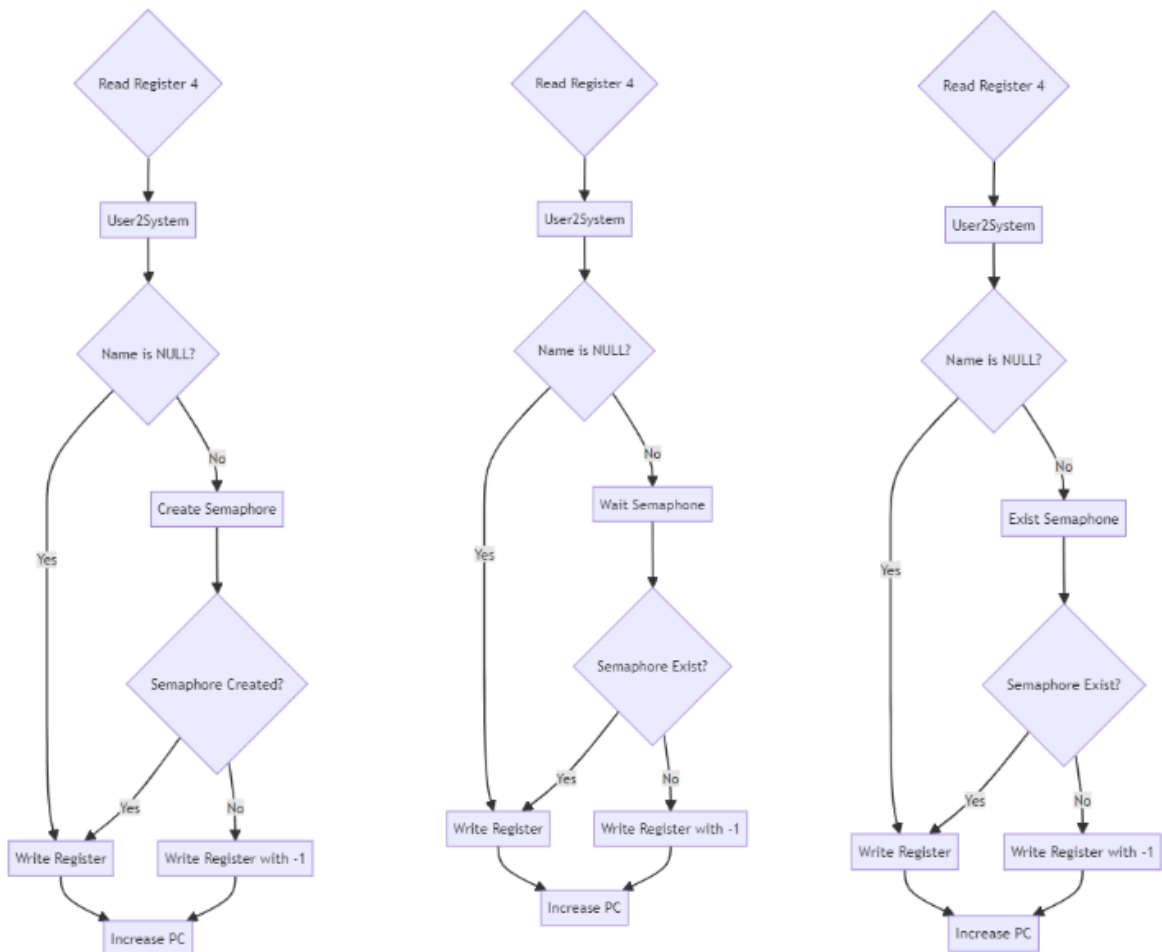 Read Register 4
User2System
Name is NULL?
No
Create Semaphore
Yes
Semaphore Created?
Yes
No
Write Register
Write Register with -1
Increase PC
Read Register 4
User2System
Name is NULL?
No
Wait Semaphone
Yes
Semaphore Exist?
Yes
No
Write Register
Write Register with -1
Increase PC
Read Register 4
User2System
Name is NULL?
No
Exist Semaphone
Yes
Semaphore Exist?
Yes
No
Write Register
Write Register with -1
Increase PC